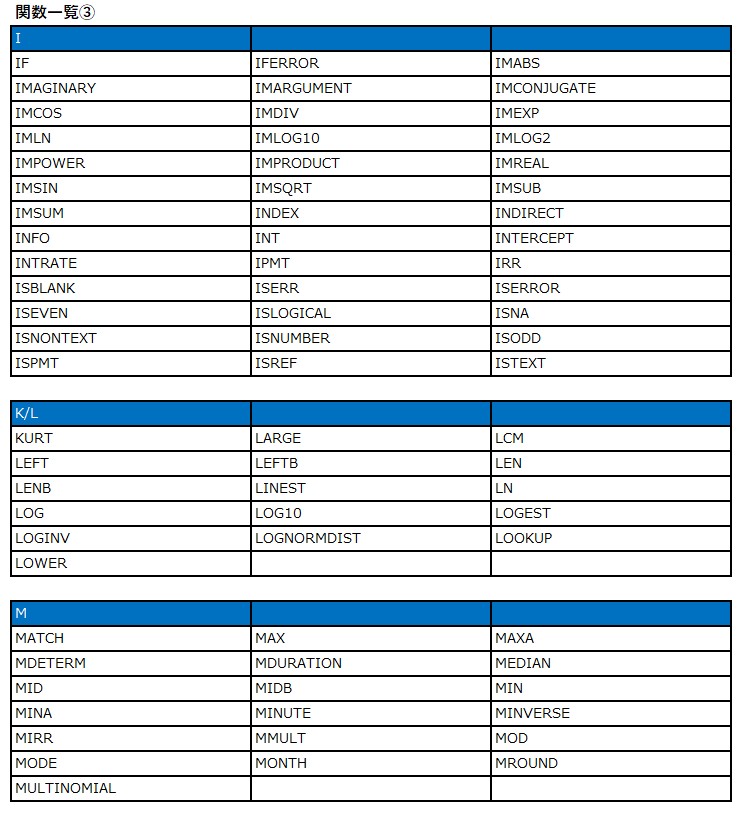 関数一覧③
I
IF IFERROR IMABS
IMAGINARY IMARGUMENT IMCONJUGATE
IMCOS IMDIV IMEXP
IMLN IMLOG10 IMLOG2
IMPOWER IMPRODUCT IMREAL
IMSIN IMSQRT IMSUB
IMSUM INDEX INDIRECT
INFO INT INTERCEPT
INTRATE IPMT IRR
ISBLANK ISERR ISERROR
ISEVEN ISLOGICAL ISNA
ISNONTEXT ISNUMBER ISODD
ISPMT ISREF ISTEXT
K/L
KURT LARGE LCM
LEFT LEFTB LEN
LENB LINEST LN
LOG LOG10 LOGEST
LOGINV LOGNORMDIST LOOKUP
LOWER
M
MATCH MAX MAXA
MDETERM MDURATION MEDIAN
MID MIDB MIN
MINA MINUTE MINVERSE
MIRR MMULT MOD
MODE MONTH MROUND
MULTINOMIAL